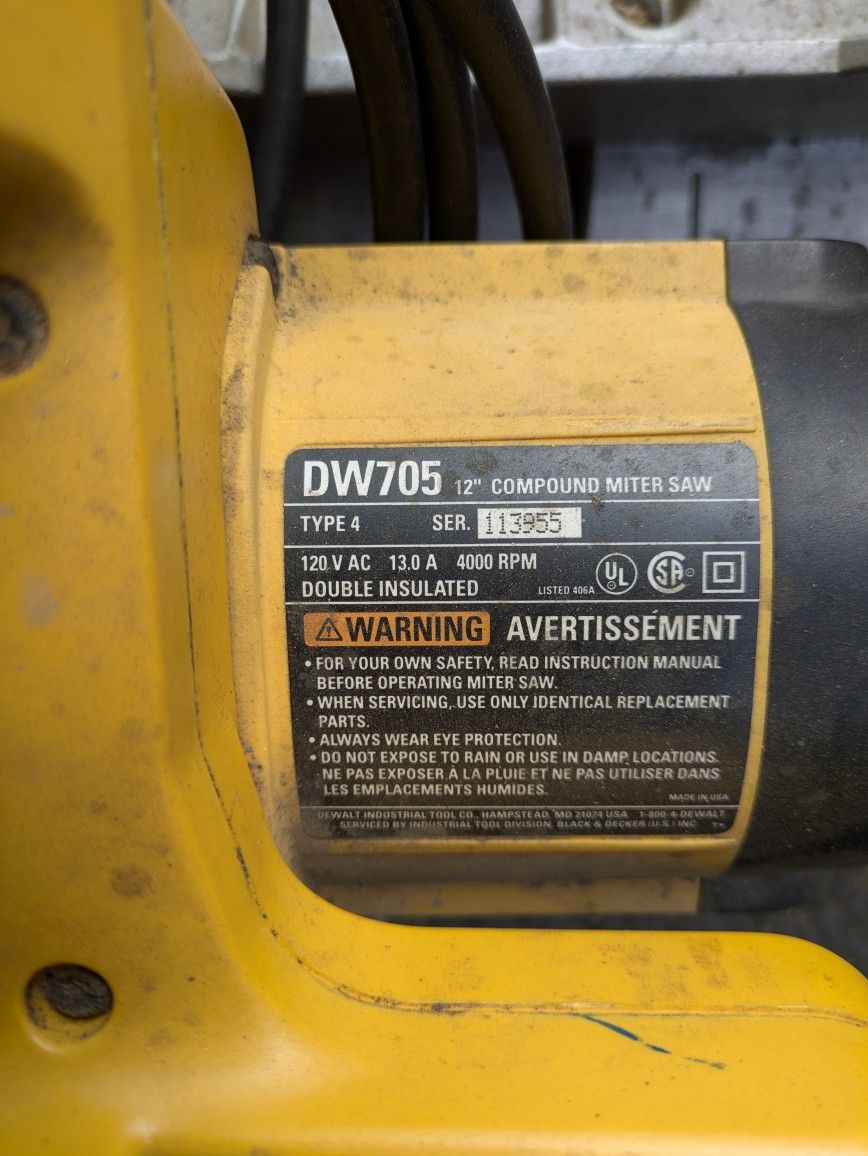 DW705 12" COMPOUND MITER SAW
TYPE 4 SER. 113955
120 V AC 13.0 A 4000 RPM
DOUBLE INSULATED LISTED 406A UL SA
WARNING AVERTISSEMENT
• FOR YOUR OWN SAFETY, READ INSTRUCTION MANUAL
BEFORE OPERATING MITER SAW.
• WHEN SERVICING, USE ONLY IDENTICAL REPLACEMENT
PARTS.
• ALWAYS WEAR EYE PROTECTION.
• DO NOT EXPOSE TO RAIN OR USE IN DAMP LOCATIONS.
NE PAS EXPOSER À LA PLUIE ET NE PAS UTILISER DANS
LES EMPLACEMENTS HUMIDES.
MADE IN USA
DEWALT INDUSTRIAL TOOL CO., HAMPSTEAD, MD 21074 USA 1-800-4-DEWALT
SERVICED BY INDUSTRIAL TOOL DIVISION, BLACK & DECKER (U.S.) INC.